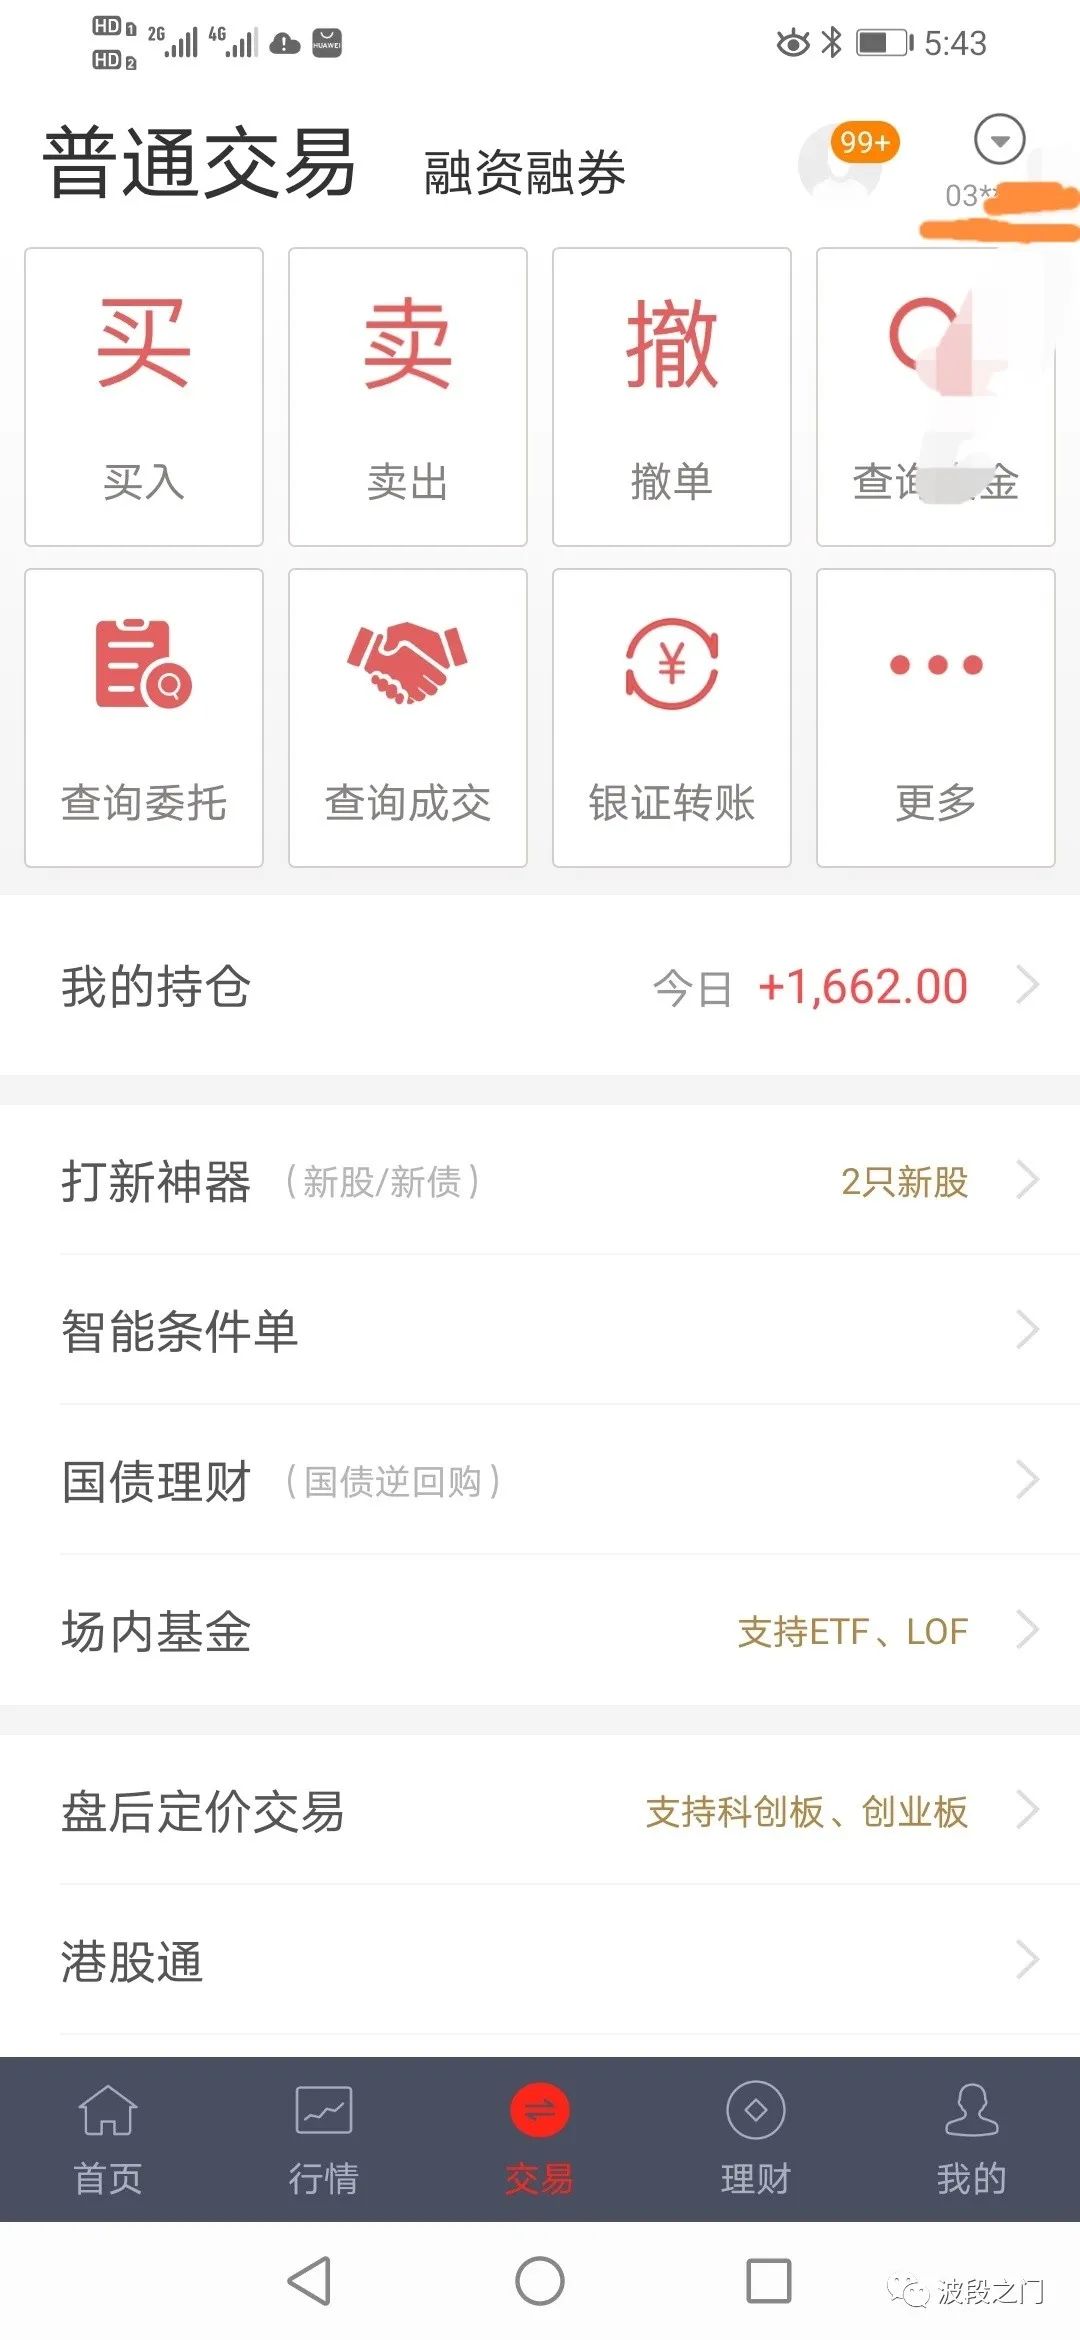 HD 1 2G 4G HUAWEI 5:43
HD 2
普通交易 融资融券 99+
03**
买 卖 撤
买入 卖出 撤单 查询 金
查询委托 查询成交 银证转账 更多
我的持仓 今日 +1,662.00
打新神器 （新股/新债） 2只新股
智能条件单
国债理财 （国债逆回购）
场内基金 支持ETF、LOF
盘后定价交易 支持科创板、创业板
港股通
首页 行情 交易 理财 我的
波段之门